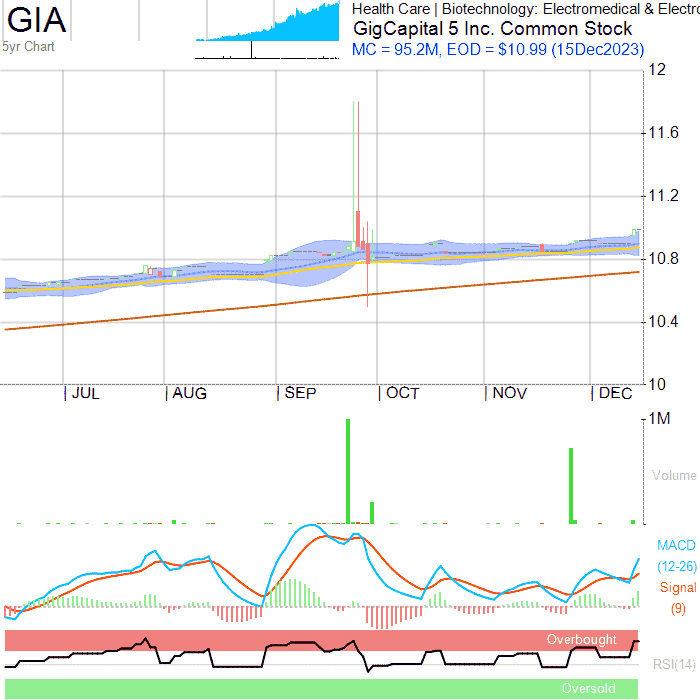 GIA
5yr Chart
Health Care | Biotechnology: Electromedical & Electro
GigCapital 5 Inc. Common Stock
MC = 95.2M, EOD = $10.99 (15Dec2023)
12
11.6
11.2
10.8
10.4
10
JUL AUG SEP OCT NOV DEC
1M
Volume
MACD
(12-26)
Signal
(9)
Overbought
RSI(14)
Oversold